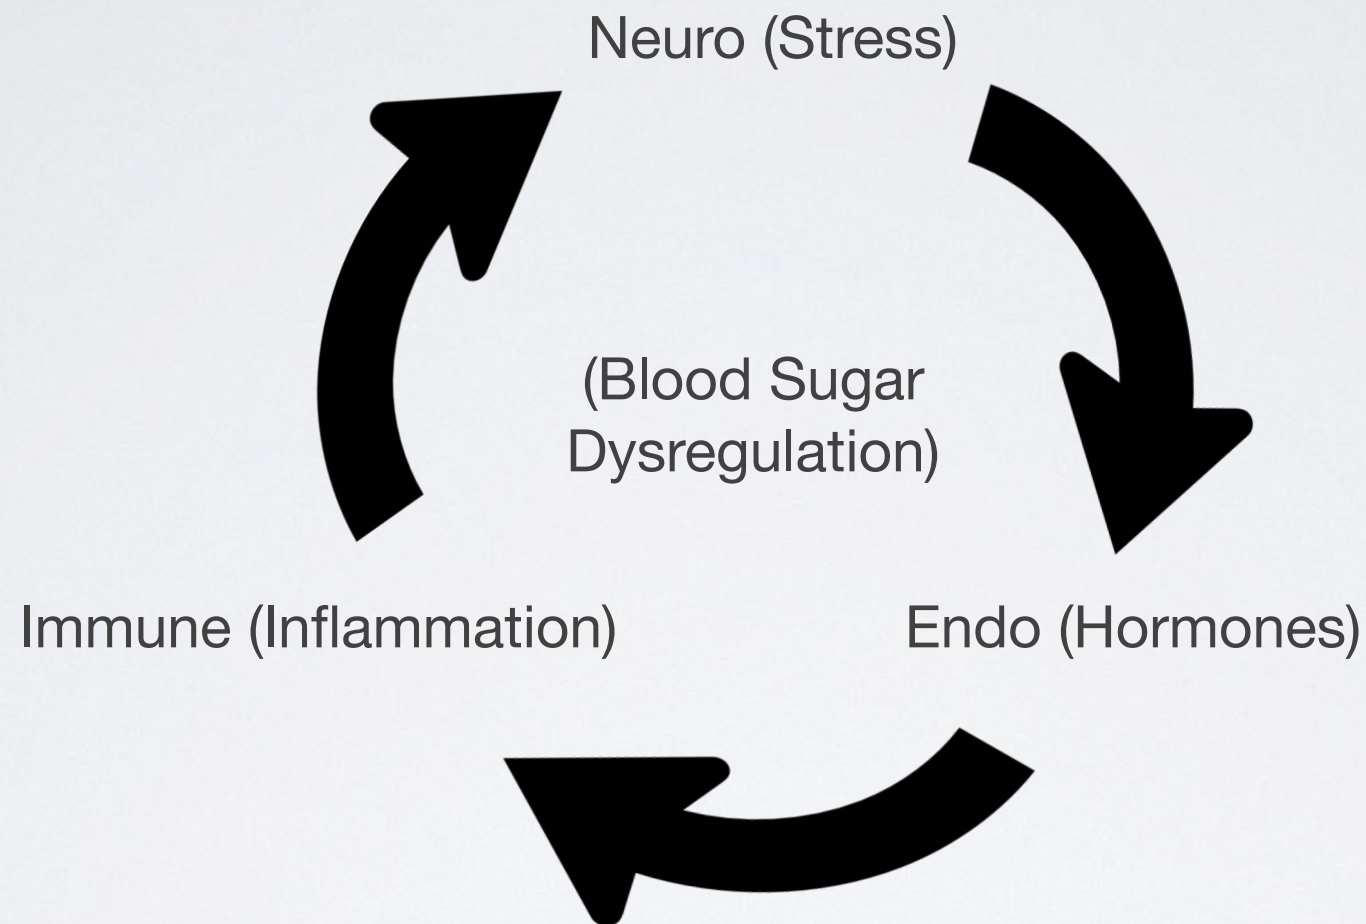 Neuro (Stress)
(Blood Sugar
Dysregulation)
Immune (Inflammation)
Endo (Hormones)